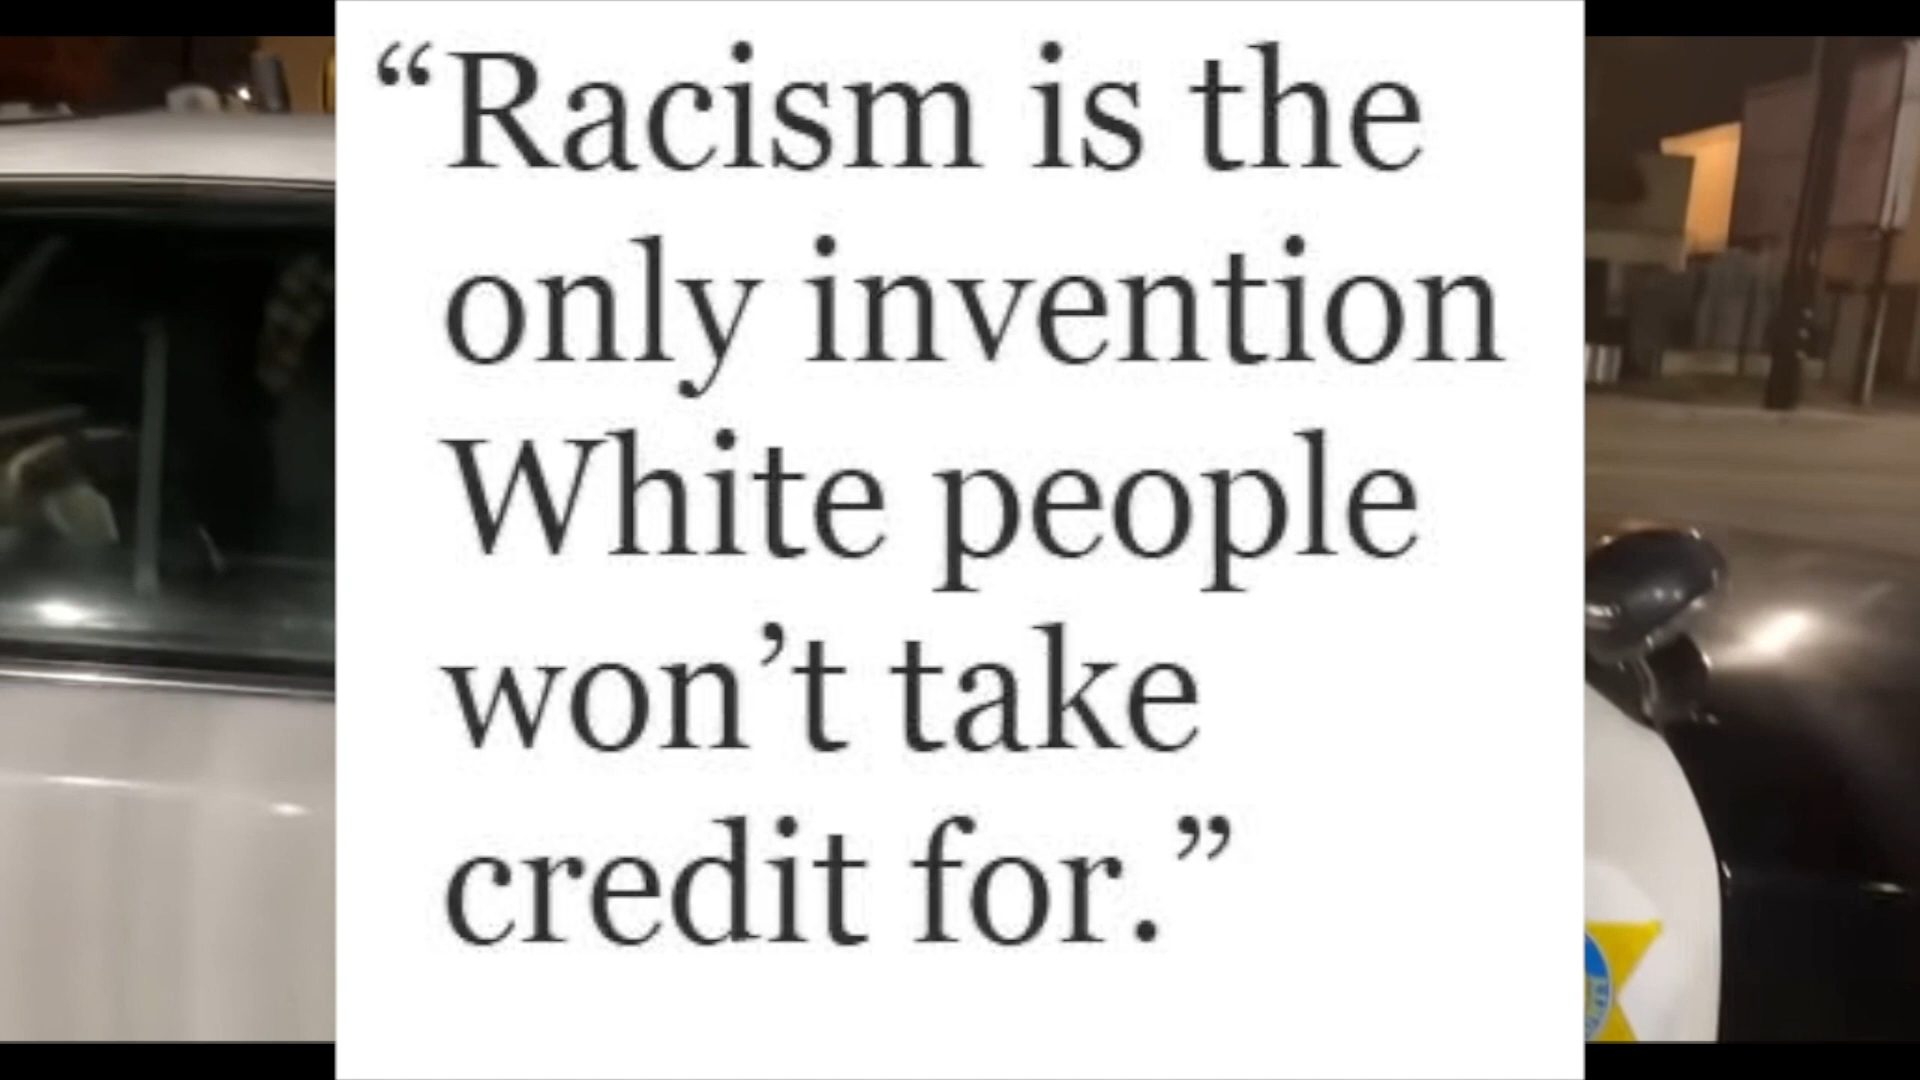 “Racism is the
only invention
White people
won’t take
credit for.”